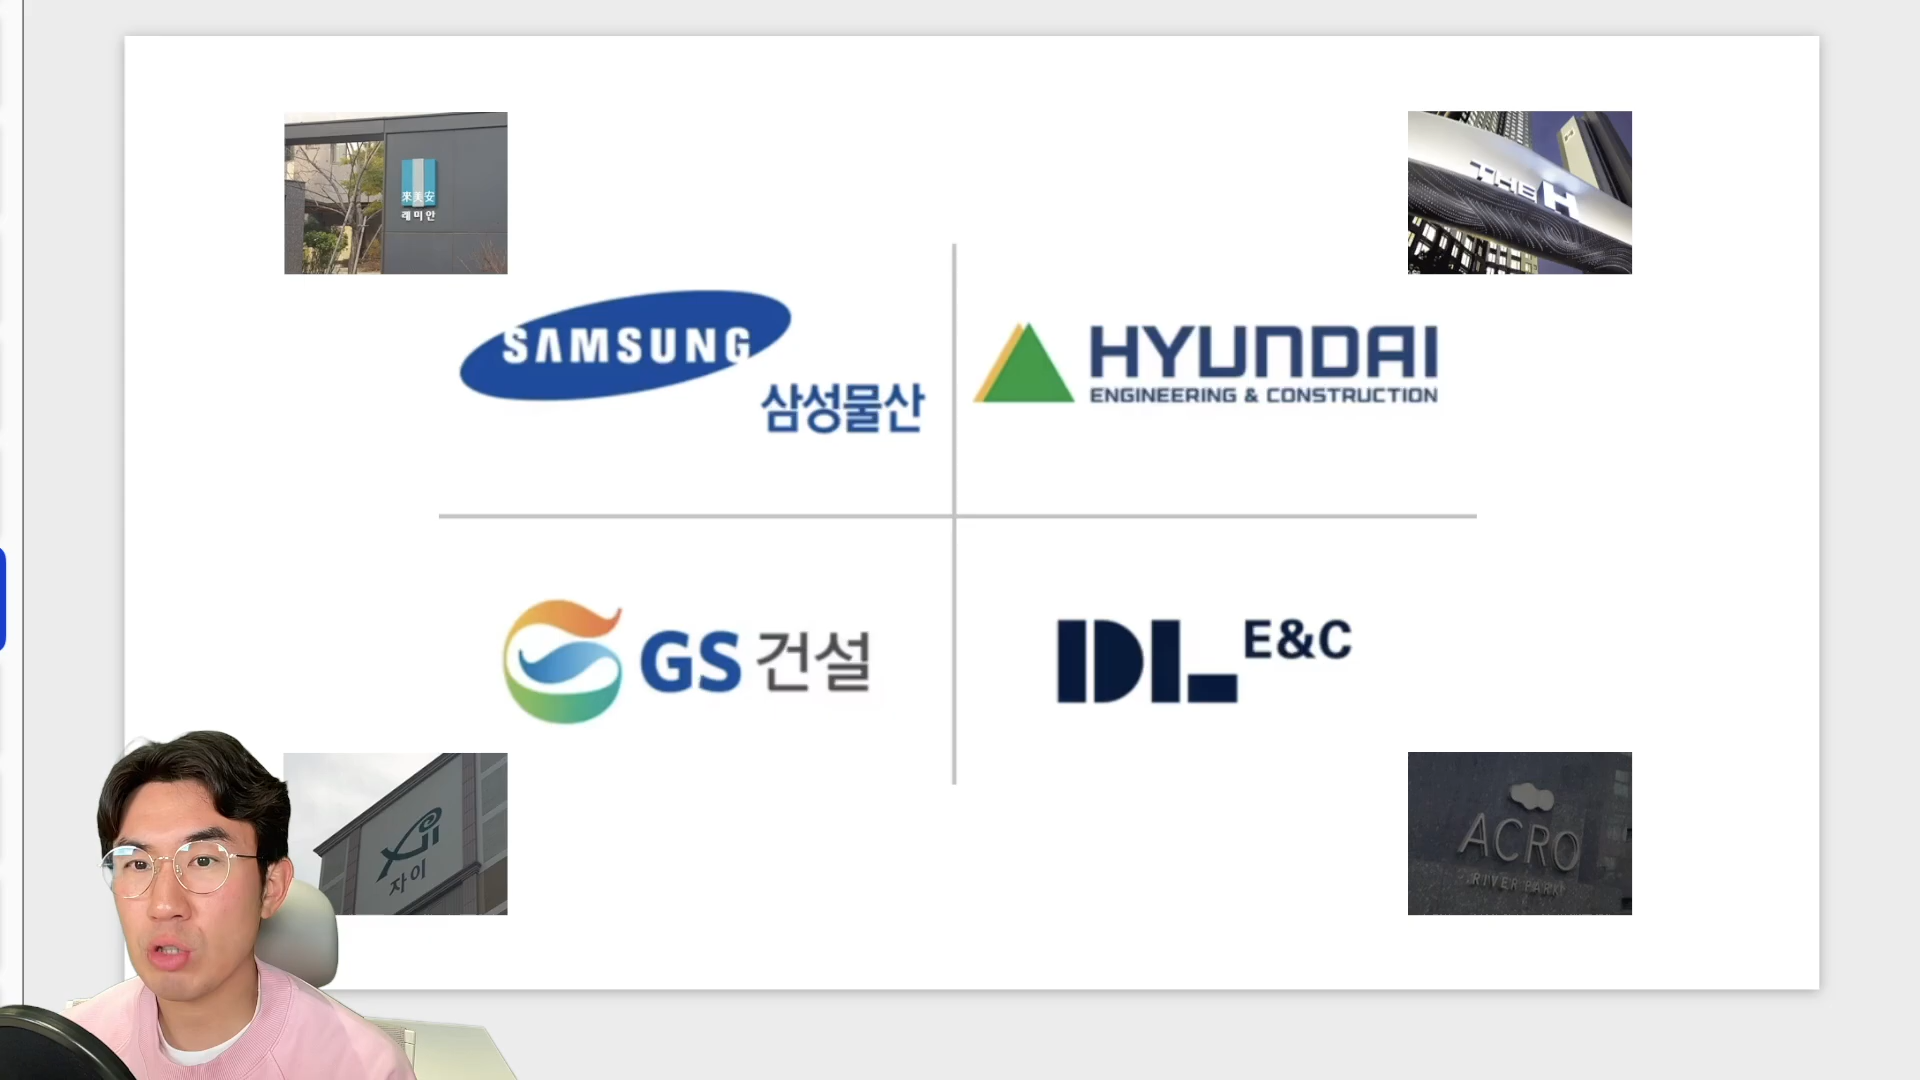 來美安
래미안
THE H
SAMSUNG
삼성물산
HYUNDAI
ENGINEERING & CONSTRUCTION
GS 건설
DL E&C
Xi
자이
ACRO
RIVER PARK